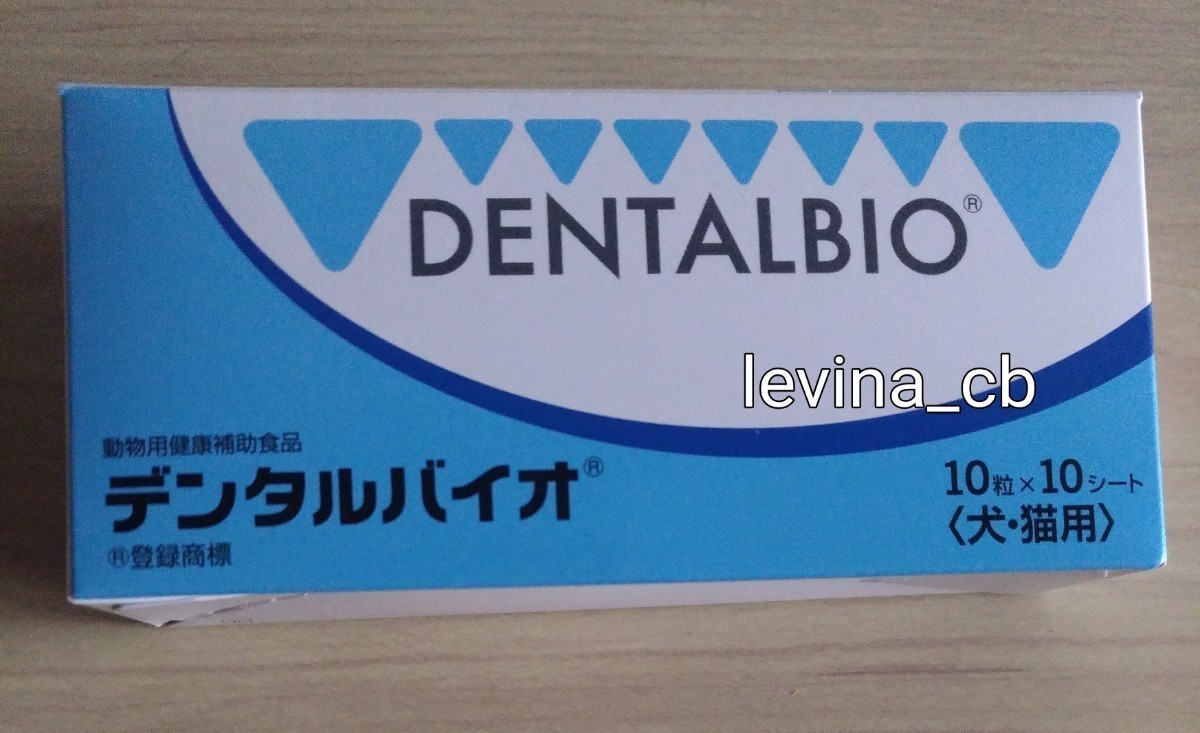 DENTALBIO®
levina_cb
動物用健康補助食品
デンタルバイオ®
®登録商標
10粒×10シート
〈犬・猫用〉